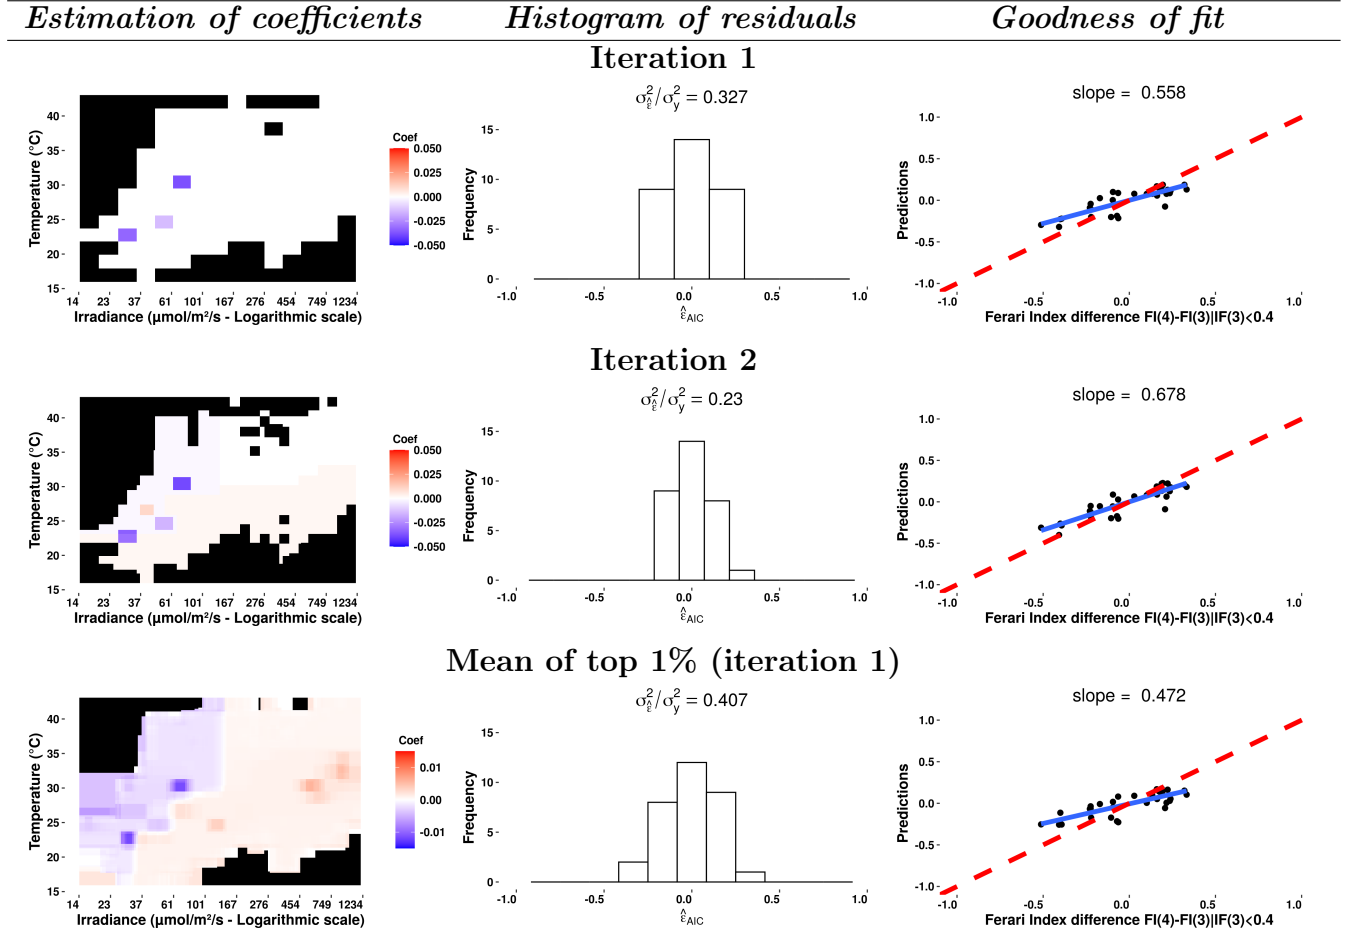 Estimation of coefficients Histogram of residuals Goodness of fit
Iteration 1
Temperature (°C)
40
35
30
25
20
15
14 23 37 61 101 167 276 454 749 1234
Irradiance (µmol/m²/s - Logarithmic scale)
Coef
0.050
0.025
0.000
-0.025
-0.050
σ²ε̂/σ²y = 0.327
Frequency
15
10
5
0
-1.0 -0.5 0.0 0.5 1.0
ε̂AIC
slope = 0.558
Predictions
1.0
0.5
0.0
-0.5
-1.0
-1.0 -0.5 0.0 0.5 1.0
Ferari Index difference FI(4)-FI(3)|IF(3)<0.4
Iteration 2
Temperature (°C)
40
35
30
25
20
15
14 23 37 61 101 167 276 454 749 1234
Irradiance (µmol/m²/s - Logarithmic scale)
Coef
0.050
0.025
0.000
-0.025
-0.050
σ²ε̂/σ²y = 0.23
Frequency
15
10
5
0
-1.0 -0.5 0.0 0.5 1.0
ε̂AIC
slope = 0.678
Predictions
1.0
0.5
0.0
-0.5
-1.0
-1.0 -0.5 0.0 0.5 1.0
Ferari Index difference FI(4)-FI(3)|IF(3)<0.4
Mean of top 1% (iteration 1)
Temperature (°C)
40
35
30
25
20
15
14 23 37 61 101 167 276 454 749 1234
Irradiance (µmol/m²/s - Logarithmic scale)
Coef
0.01
0.00
-0.01
σ²ε̂/σ²y = 0.407
Frequency
15
10
5
0
-1.0 -0.5 0.0 0.5 1.0
ε̂AIC
slope = 0.472
Predictions
1.0
0.5
0.0
-0.5
-1.0
-1.0 -0.5 0.0 0.5 1.0
Ferari Index difference FI(4)-FI(3)|IF(3)<0.4